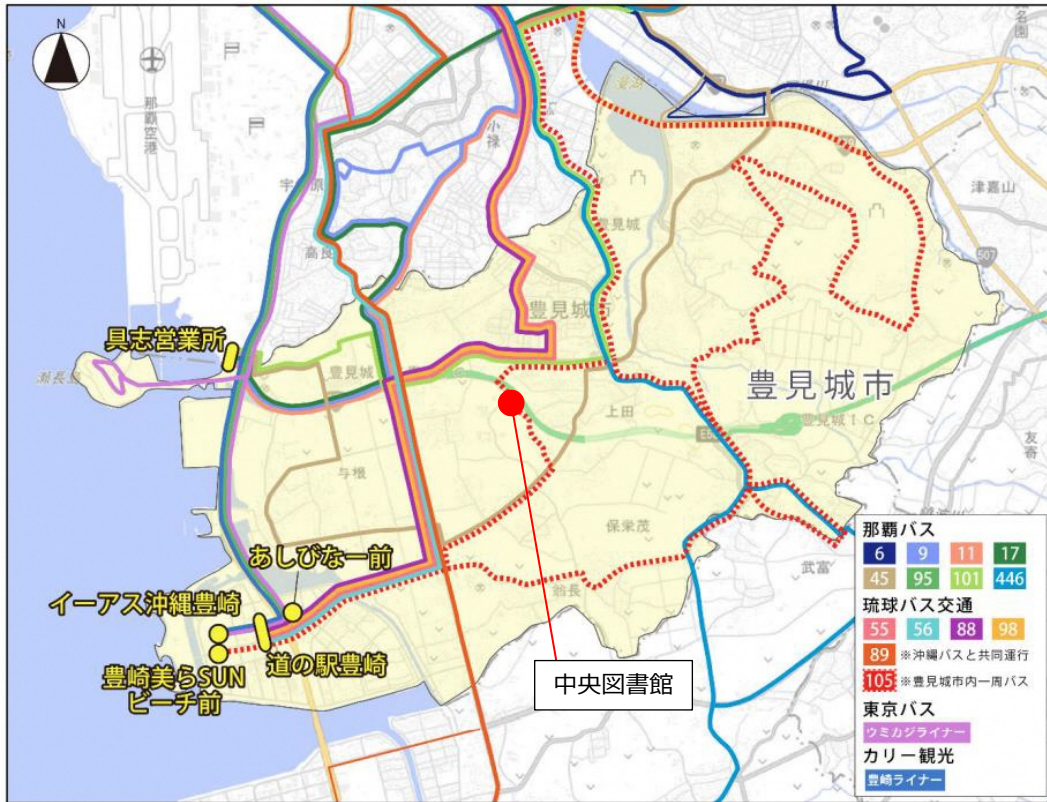 N
那覇空港
小禄
宇栄原
高良
豊見城
津嘉山
507
具志営業所
瀬長島
豊見城市
豊見城
豊見城市
上田
豊見城IC
友寄
与根
保栄茂
武富
翁長
あしびなー前
イーアス沖縄豊崎
豊崎美らSUN
ビーチ前
道の駅豊崎
中央図書館
那覇バス
6 9 11 17
45 95 101 446
琉球バス交通
55 56 88 98
89 ※沖縄バスと共同運行
105 ※豊見城市内一周バス
東京バス
ウミカジライナー
カリー観光
豊崎ライナー